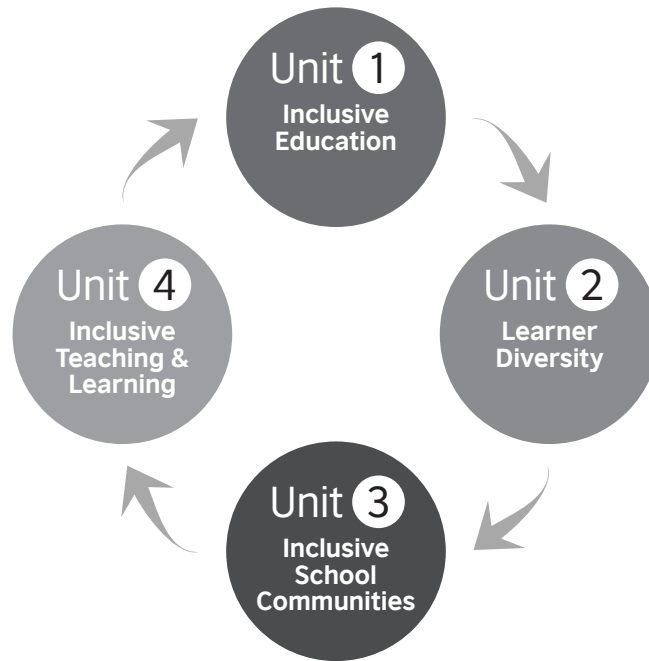 Unit 1
Inclusive
Education
Unit 2
Learner
Diversity
Unit 3
Inclusive
School
Communities
Unit 4
Inclusive
Teaching &
Learning